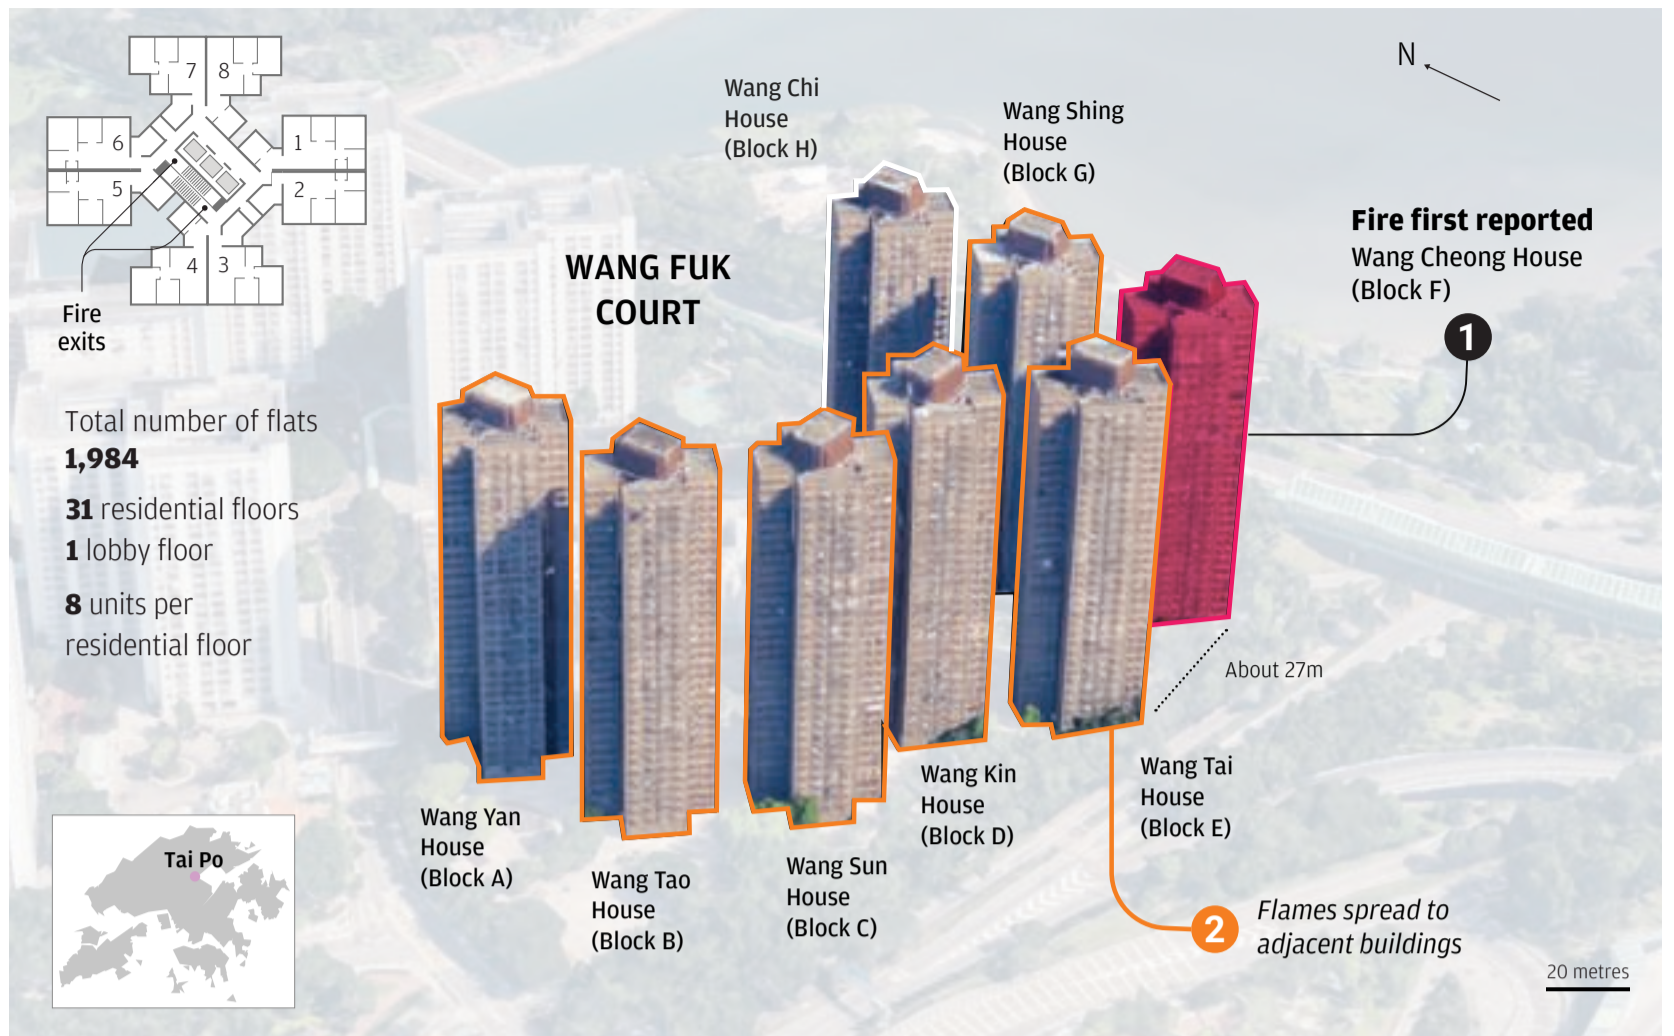 7 8
6 1
5 2
4 3
Fire
exits
WANG FUK
COURT
Total number of flats
1,984
31 residential floors
1 lobby floor
8 units per
residential floor
Tai Po
Wang Chi
House
(Block H)
Wang Shing
House
(Block G)
N
Fire first reported
Wang Cheong House
(Block F)
1
About 27m
Wang Yan
House
(Block A)
Wang Tao
House
(Block B)
Wang Sun
House
(Block C)
Wang Kin
House
(Block D)
Wang Tai
House
(Block E)
2
Flames spread to
adjacent buildings
20 metres